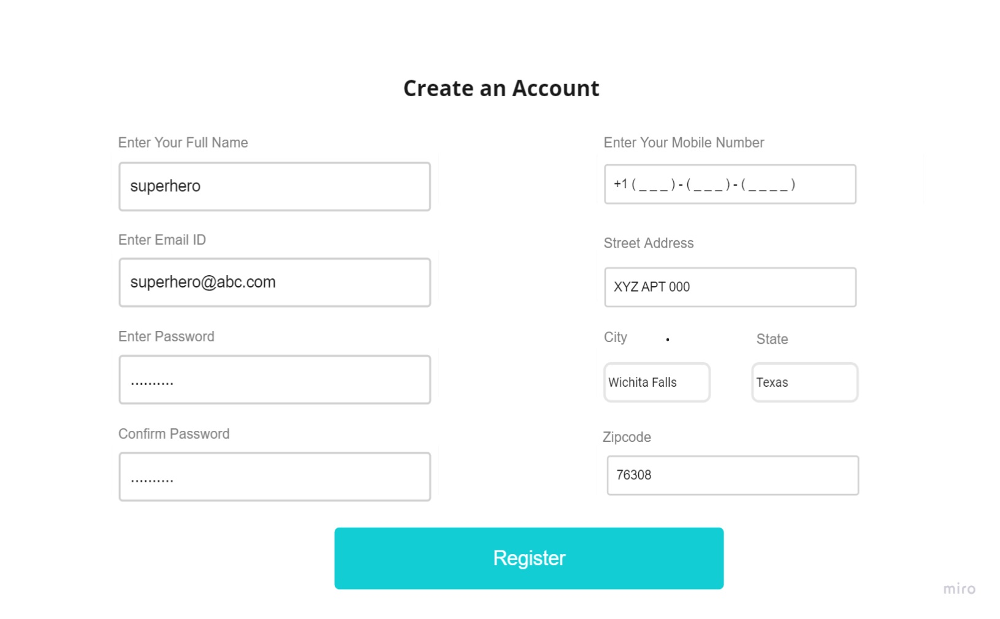 Create an Account
Enter Your Full Name
superhero
Enter Email ID
superhero@abc.com
Enter Password
..........
Confirm Password
..........
Enter Your Mobile Number
+1 ( _ _ _ ) - ( _ _ _ ) - ( _ _ _ _ )
Street Address
XYZ APT 000
City
State
Wichita Falls
Texas
Zipcode
76308
Register
miro